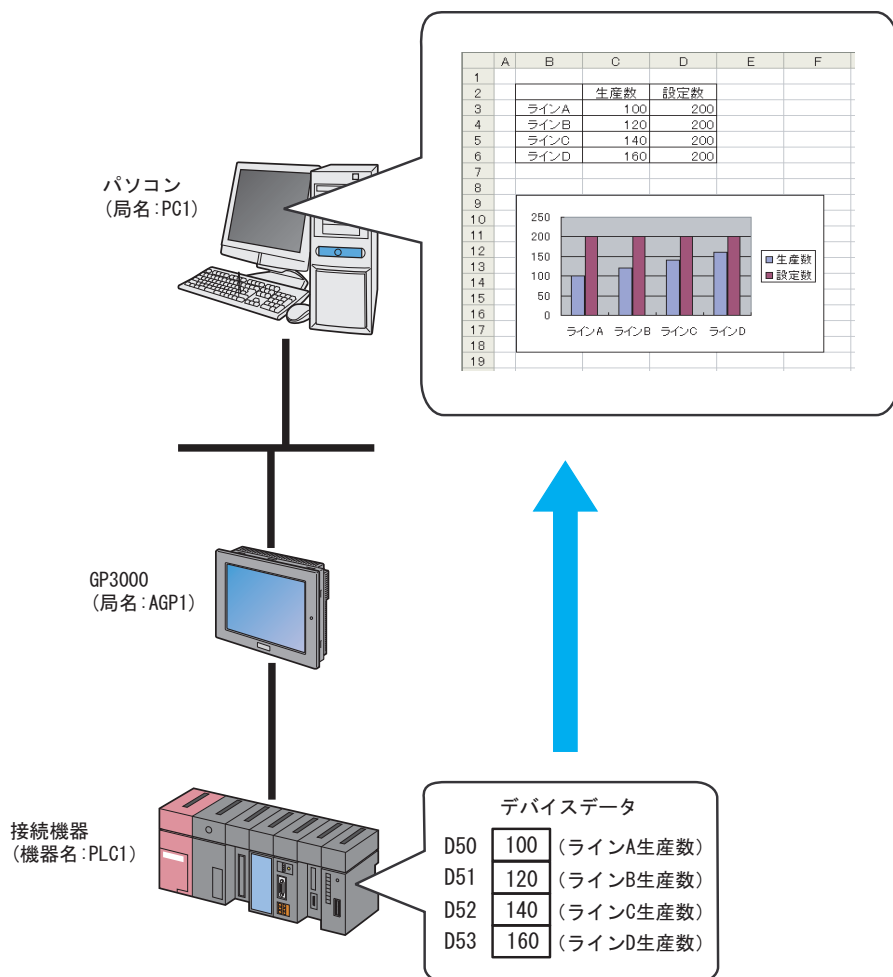 A B C D E F
1
2 生産数 設定数
3 ラインA 100 200
4 ラインB 120 200
5 ラインC 140 200
6 ラインD 160 200
7
8
9
10
11
12
13
14
15
16
17
18
19
250
200
150
100
50
0
ラインA ラインB ラインC ラインD
生産数
設定数
パソコン
(局名:PC1)
GP3000
(局名:AGP1)
接続機器
(機器名:PLC1)
デバイスデータ
D50 100 (ラインA生産数)
D51 120 (ラインB生産数)
D52 140 (ラインC生産数)
D53 160 (ラインD生産数)